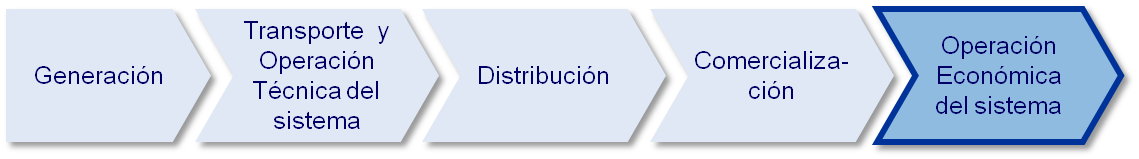 Generación
Transporte y
Operación
Técnica del
sistema
Distribución
Comercializa-
ción
Operación
Económica
del sistema